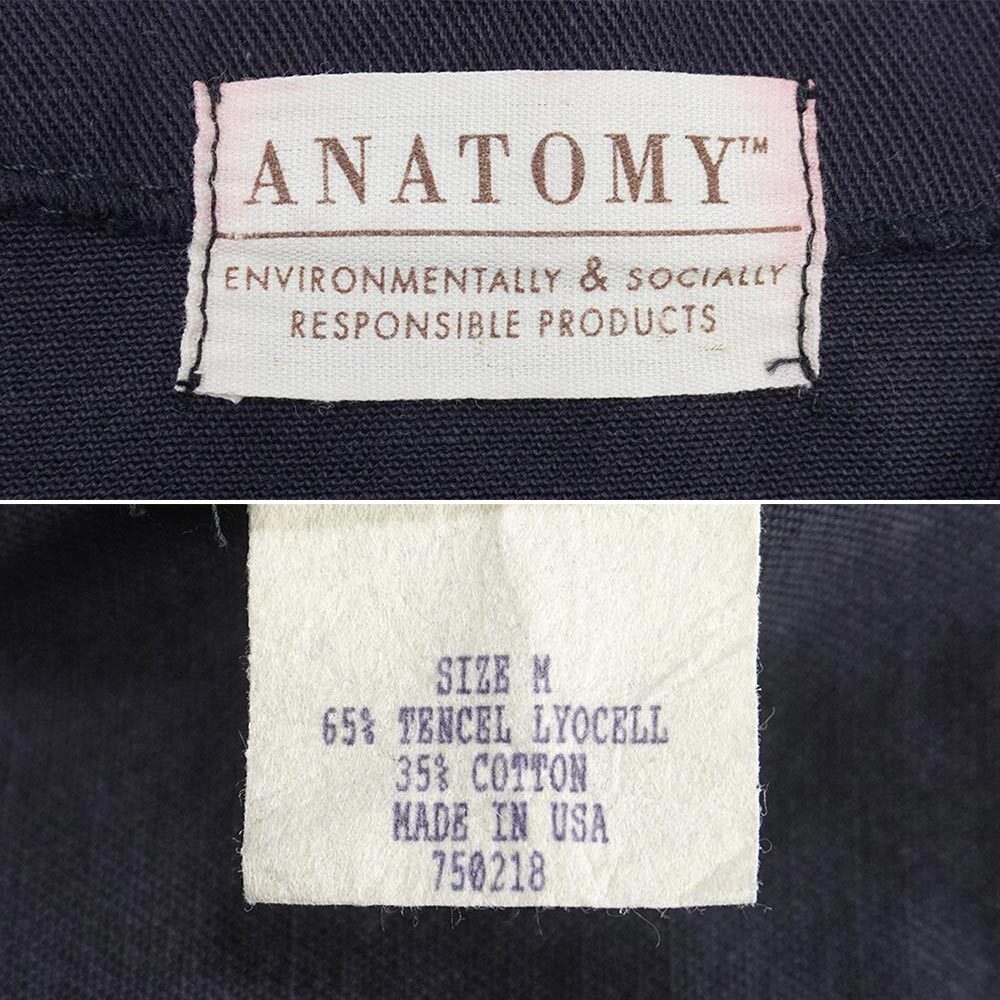 ANATOMY™
ENVIRONMENTALLY & SOCIALLY
RESPONSIBLE PRODUCTS
SIZE M
65% TENCEL LYOCELL
35% COTTON
MADE IN USA
750218